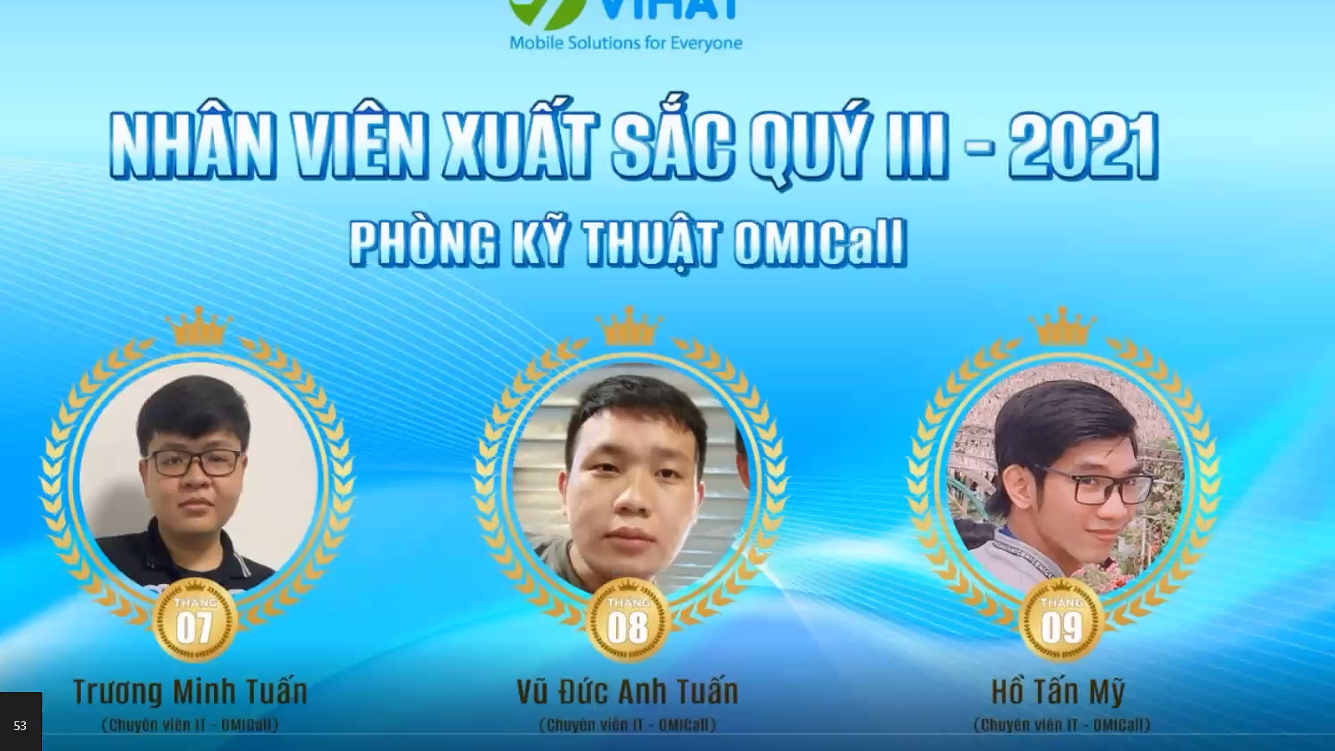 VIHAT
Mobile Solutions for Everyone
NHÂN VIÊN XUẤT SẮC QUÝ III - 2021
PHÒNG KỸ THUẬT OMICall
THÁNG
07
THÁNG
08
THÁNG
09
Trương Minh Tuấn
Vũ Đức Anh Tuấn
Hồ Tấn Mỹ
(Chuyên viên IT - OMICall)
(Chuyên viên IT - OMICall)
(Chuyên viên IT - OMICall)
53